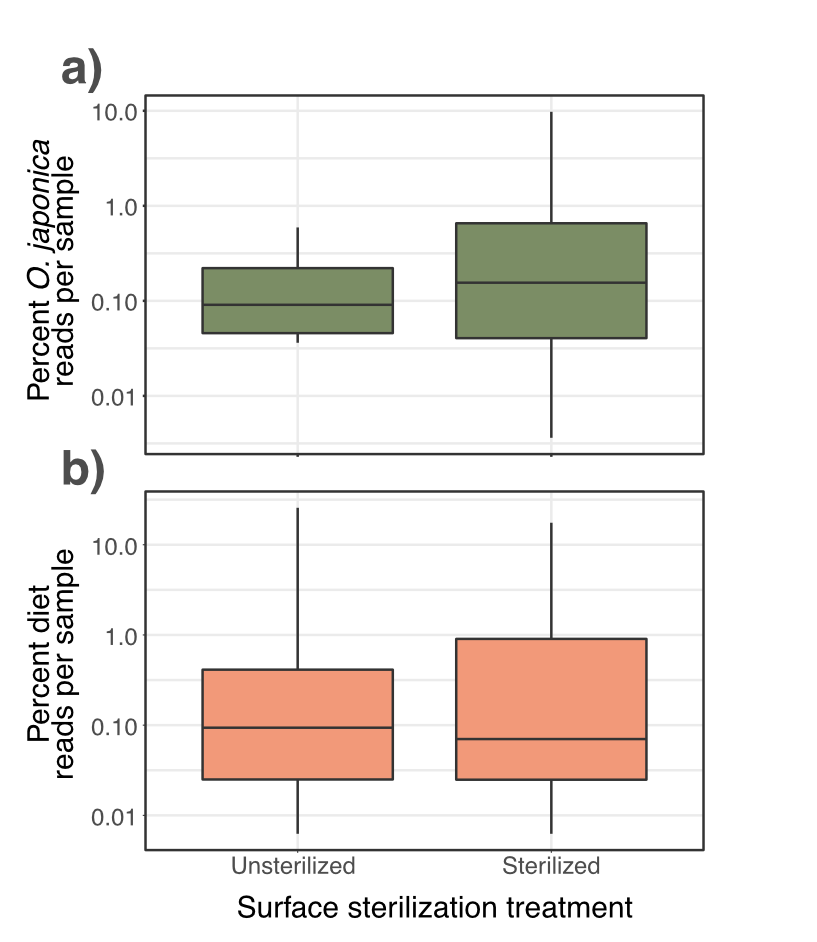 a)
Percent O. japonica
reads per sample
10.0
1.0
0.10
0.01
b)
Percent diet
reads per sample
10.0
1.0
0.10
0.01
Unsterilized
Sterilized
Surface sterilization treatment